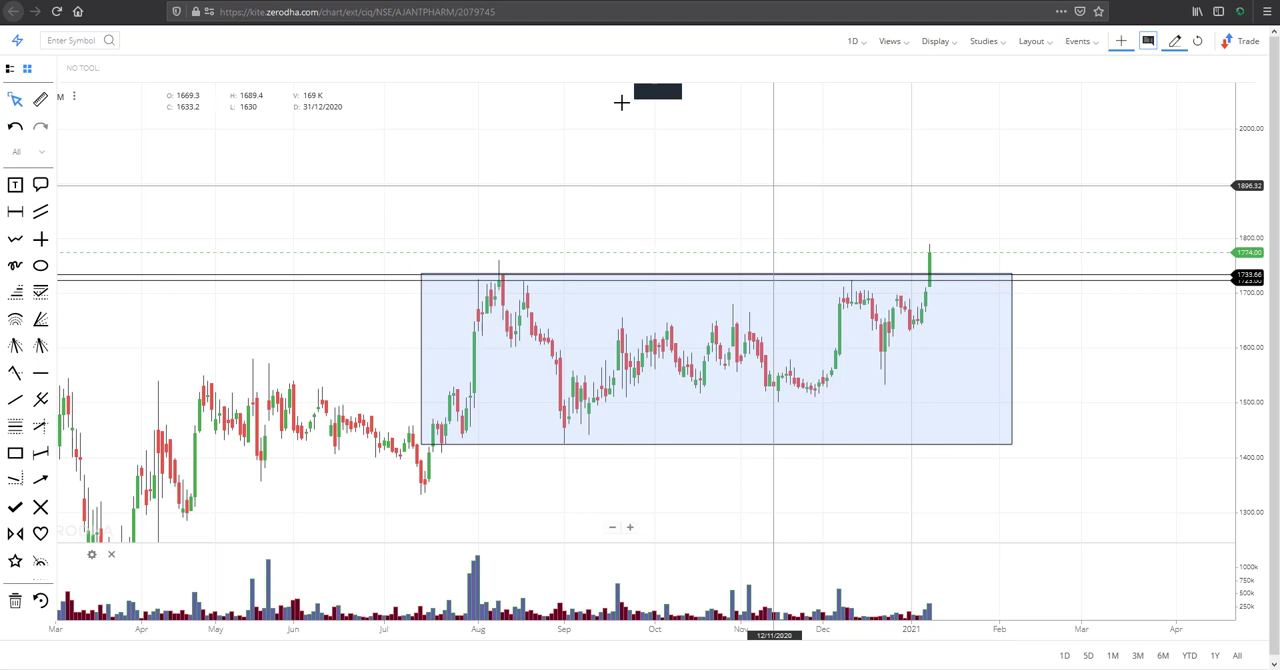 https://kite.zerodha.com/chart/ext/ciq/NSE/AJANTPHARM/2079745
Enter Symbol
1D Views Display Studies Layout Events Trade
NO TOOL:
M O: 1669.3 H: 1689.4 V: 169 K
C: 1633.2 L: 1630 D: 31/12/2020
All
2000.00
1896.32
1800.00
1774.00
1733.66
1700.00
1600.00
1500.00
1400.00
1300.00
1000k
750k
500k
250k
Mar Apr May Jun Jul Aug Sep Oct Nov Dec 2021 Feb Mar Apr
12/11/2020
1D 5D 1M 3M 6M YTD 1Y All